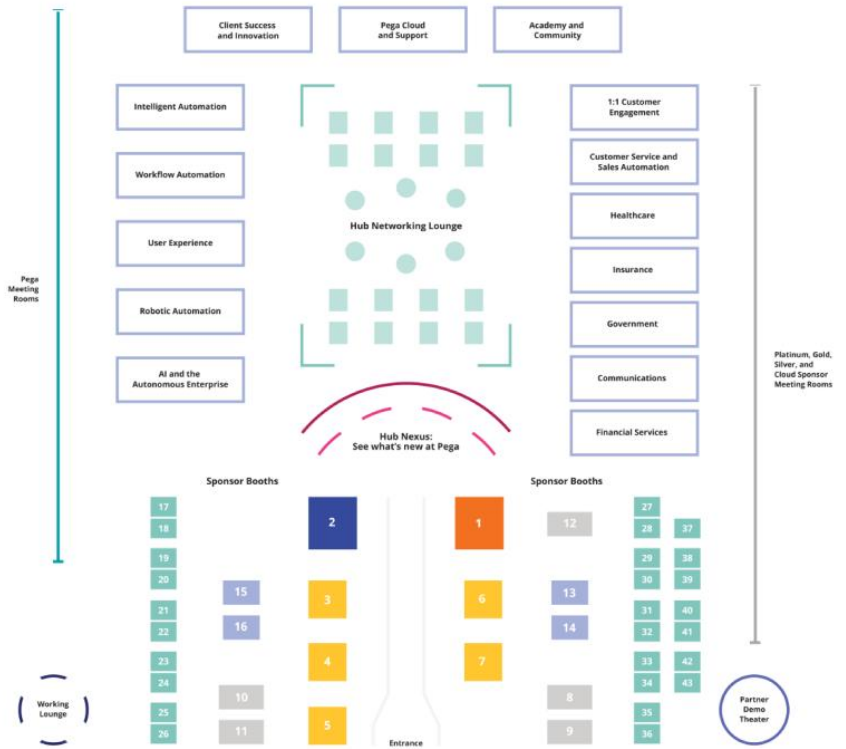 Client Success
and Innovation
Pega Cloud
and Support
Academy and
Community
Intelligent Automation
Workflow Automation
User Experience
Robotic Automation
AI and the
Autonomous Enterprise
Pega
Meeting
Rooms
Hub Networking Lounge
1:1 Customer
Engagement
Customer Service and
Sales Automation
Healthcare
Insurance
Government
Communications
Financial Services
Platinum, Gold,
Silver, and
Cloud Sponsor
Meeting Rooms
Hub Nexus:
See what's new at Pega
Sponsor Booths
Sponsor Booths
17
18
19
20
21
22
23
24
25
26
15
16
10
11
2
3
4
5
1
6
7
12
13
14
8
9
27
28
29
30
31
32
33
34
35
36
37
38
39
40
41
42
43
Working
Lounge
Entrance
Partner
Demo
Theater